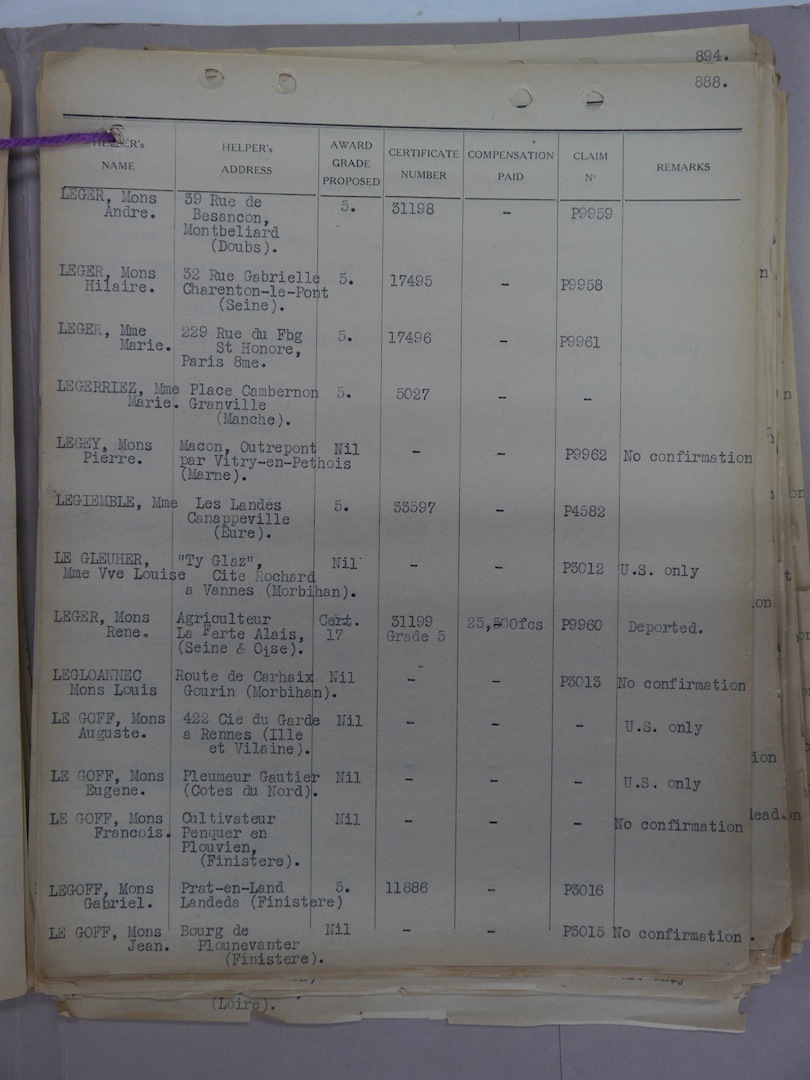 894.
888.
HELPER's NAME HELPER's ADDRESS AWARD GRADE PROPOSED CERTIFICATE NUMBER COMPENSATION PAID CLAIM N° REMARKS
LEGER, Mons 39 Rue de 5. 31198 - P9959
Andre. Besancon,
Montbeliard
(Doubs).
LEGER, Mons 32 Rue Gabrielle 5. 17495 - P9958
Hilaire. Charenton-le-Pont
(Seine).
LEGER, Mme 229 Rue du Fbg 5. 17496 - P9961
Marie. St Honore,
Paris 8me.
LEGERRIEZ, Mme Place Cambernon 5. 5027 - -
Marie. Granville
(Manche).
LEGEY, Mons Macon, Outrepont Nil - - P9962 No confirmation
Pierre. par Vitry-en-Pethois
(Marne).
LEGIEMBLE, Mme Les Landes 5. 33597 - P4582
Canappeville
(Eure).
LE GLEUHER, "Ty Glaz", Nil - - P3012 U.S. only
Mme Vve Louise Cite Rochard
a Vannes (Morbihan).
LEGER, Mons Agriculteur Cert. 31199 25,500fcs P9960 Deported.
Rene. La Ferte Alais, 17 Grade 5
(Seine & Oise).
LEGLOANNEC Route de Carhaix Nil - - P3013 No confirmation
Mons Louis Gourin (Morbihan).
LE GOFF, Mons 422 Cie du Garde Nil - - - U.S. only
Auguste. a Rennes (Ille
et Vilaine).
LE GOFF, Mons Pleumeur Gautier Nil - - - U.S. only
Eugene. (Cotes du Nord).
LE GOFF, Mons Cultivateur Nil - - - No confirmation
Francois. Penquer en
Plouvien,
(Finistere).
LEGOFF, Mons Prat-en-Land 5. 11886 - P3016
Gabriel. Landeda (Finistere)
LE GOFF, Mons Bourg de Nil - - P3015 No confirmation.
Jean. Plounevanter
(Finistere).
(Loire).